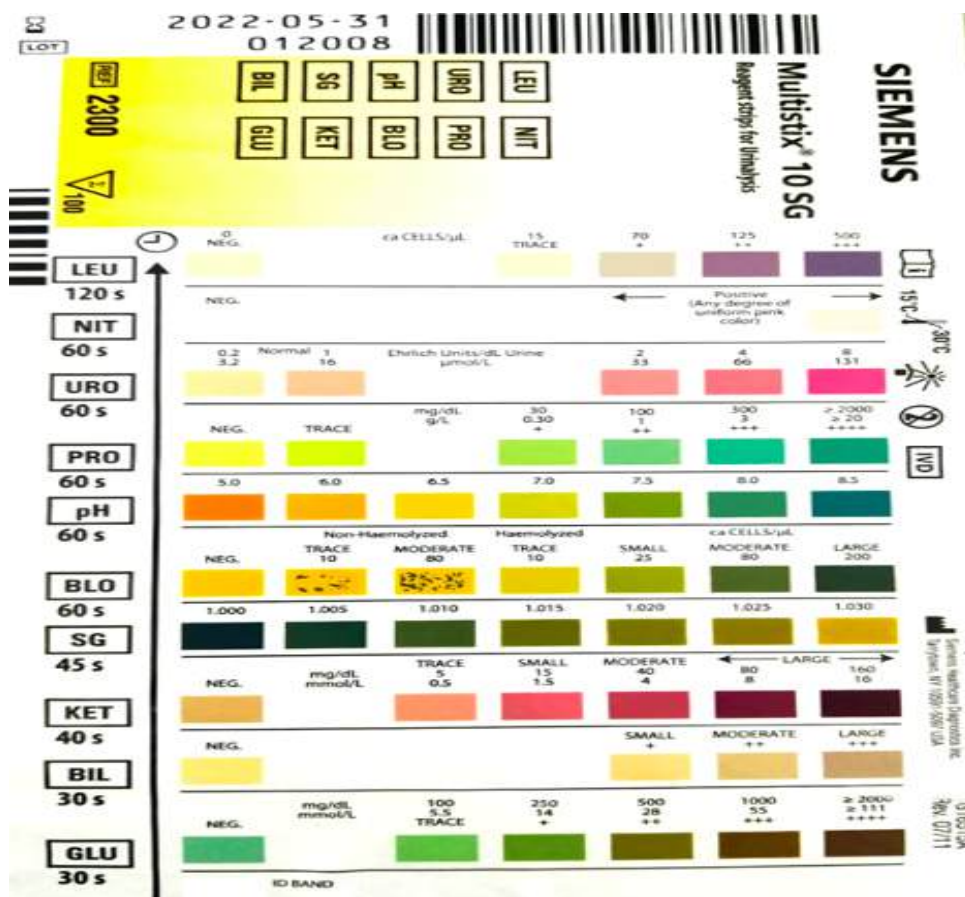 2022-05-31
LOT 012008
REF 2300
100
BIL SG pH URO LEU
GLU KET BLO PRO NIT
SIEMENS
Multistix® 10 SG
Reagent strips for Urinalysis
LEU
120 s
0 ca CELLS/µL 15 70 125 500
NEG. TRACE + ++ +++
NIT
60 s
NEG. Positive
(Any degree of
uniform pink
color)
15°C 30°C
URO
60 s
0.2 Normal 1 Ehrlich Units/dL Urine 2 4 8
3.2 16 µmol/L 33 66 131
PRO
60 s
mg/dL 30 100 300 ≥ 2000
g/L 0.30 1 3 ≥ 20
NEG. TRACE + ++ +++ ++++
IVD
pH
60 s
5.0 6.0 6.5 7.0 7.5 8.0 8.5
BLO
60 s
Non-Haemolyzed Haemolyzed ca CELLS/µL
NEG. TRACE MODERATE TRACE SMALL MODERATE LARGE
10 80 10 25 80 200
SG
45 s
1.000 1.005 1.010 1.015 1.020 1.025 1.030
KET
40 s
NEG. mg/dL TRACE SMALL MODERATE LARGE
mmol/L 5 15 40 80 160
0.5 1.5 4 8 16
BIL
30 s
NEG. SMALL MODERATE LARGE
+ ++ +++
GLU
30 s
mg/dL 100 250 500 1000 ≥ 2000
mmol/L 5.5 14 28 55 ≥ 111
NEG. TRACE + ++ +++ ++++
ID BAND
Siemens Healthcare Diagnostics Inc.
Tarrytown, NY 10591-5097 USA
Rev. 07/11